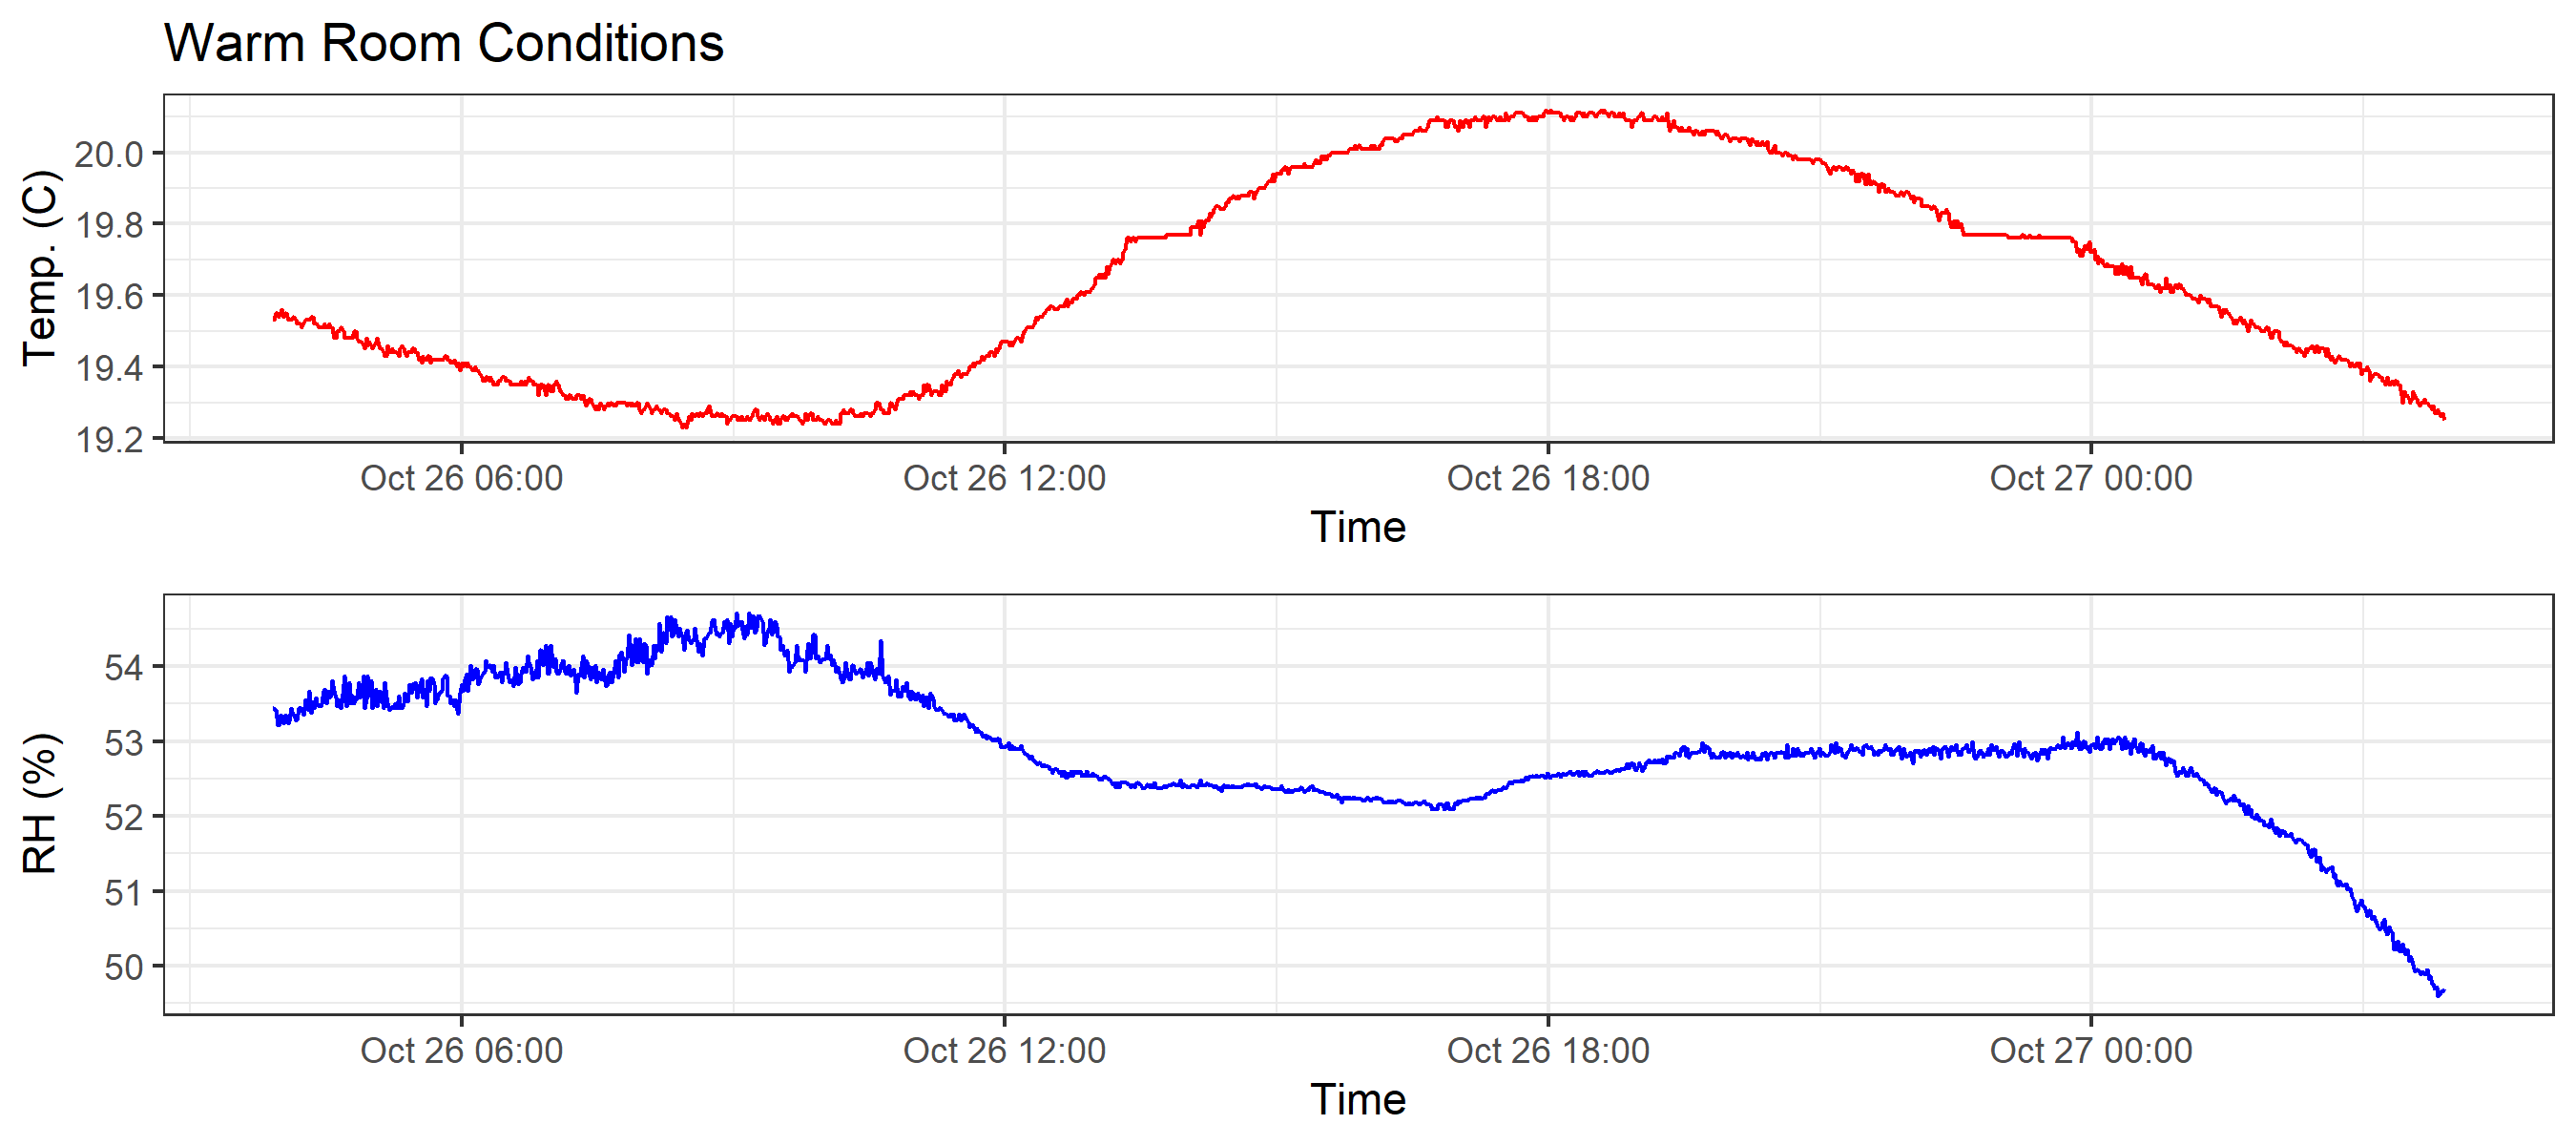 Warm Room Conditions
Temp. (C)
20.0
19.8
19.6
19.4
19.2
Oct 26 06:00 Oct 26 12:00 Oct 26 18:00 Oct 27 00:00
Time
RH (%)
54
53
52
51
50
Oct 26 06:00 Oct 26 12:00 Oct 26 18:00 Oct 27 00:00
Time